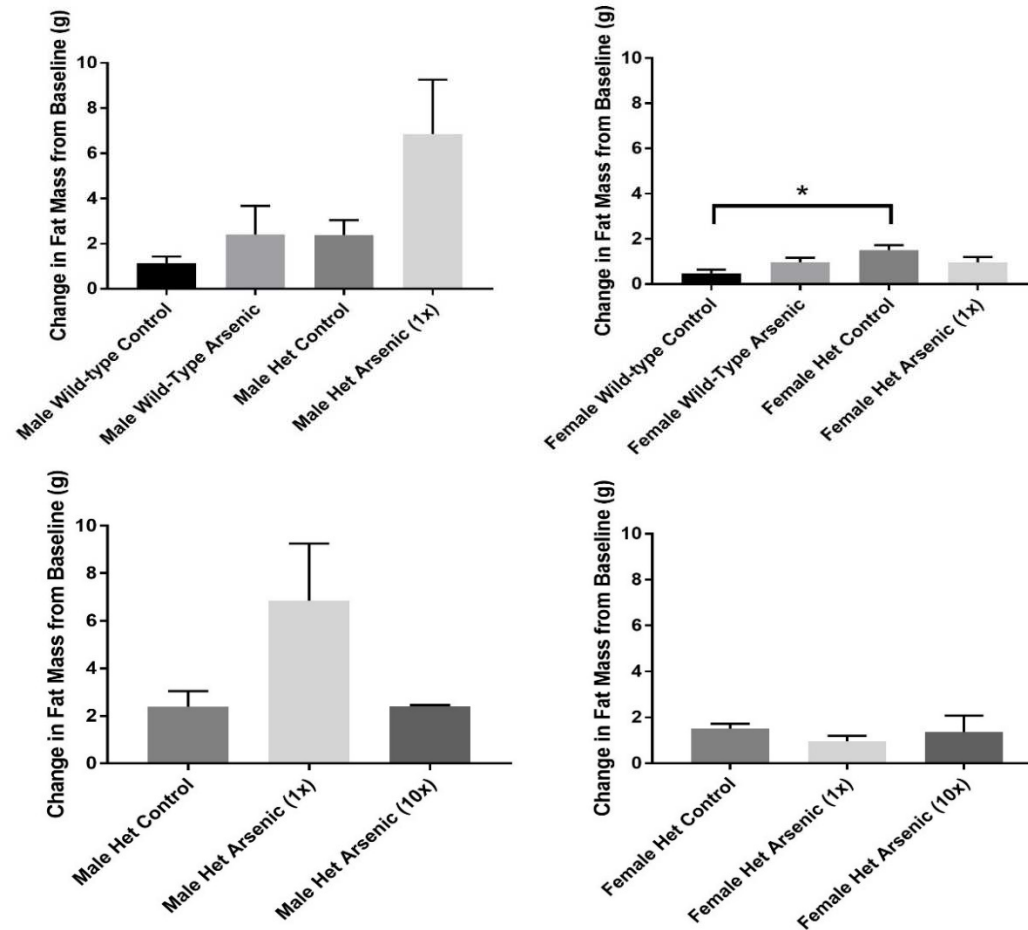 Change in Fat Mass from Baseline (g)
10
8
6
4
2
0
Male Wild-type Control
Male Wild-Type Arsenic
Male Het Control
Male Het Arsenic (1x)
Change in Fat Mass from Baseline (g)
10
8
6
4
2
0
*
Female Wild-type Control
Female Wild-Type Arsenic
Female Het Control
Female Het Arsenic (1x)
Change in Fat Mass from Baseline (g)
10
8
6
4
2
0
Male Het Control
Male Het Arsenic (1x)
Male Het Arsenic (10x)
Change in Fat Mass from Baseline (g)
10
8
6
4
2
0
Female Het Control
Female Het Arsenic (1x)
Female Het Arsenic (10x)